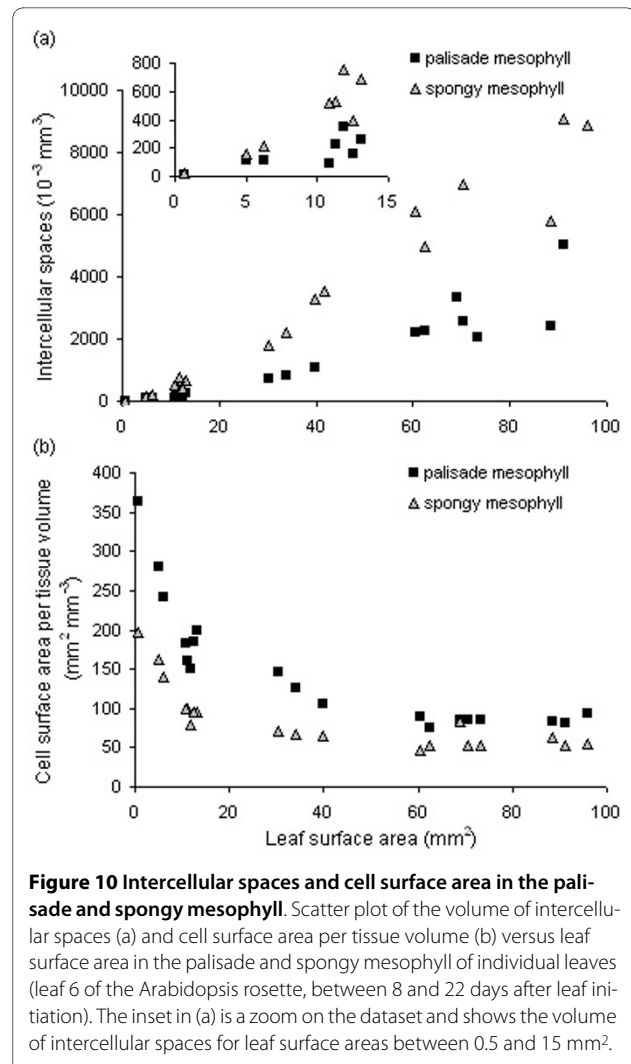 (a)
■ palisade mesophyll
▲ spongy mesophyll
800
600
400
200
0
0 5 10 15
Intercellular spaces (10⁻³ mm³)
10000
8000
6000
4000
2000
0
0 20 40 60 80 100
(b)
■ palisade mesophyll
▲ spongy mesophyll
Cell surface area per tissue volume
(mm² mm⁻³)
400
350
300
250
200
150
100
50
0
0 20 40 60 80 100
Leaf surface area (mm²)
Figure 10 Intercellular spaces and cell surface area in the pali-
sade and spongy mesophyll. Scatter plot of the volume of intercellu-
lar spaces (a) and cell surface area per tissue volume (b) versus leaf
surface area in the palisade and spongy mesophyll of individual leaves
(leaf 6 of the Arabidopsis rosette, between 8 and 22 days after leaf ini-
tiation). The inset in (a) is a zoom on the dataset and shows the volume
of intercellular spaces for leaf surface areas between 0.5 and 15 mm².